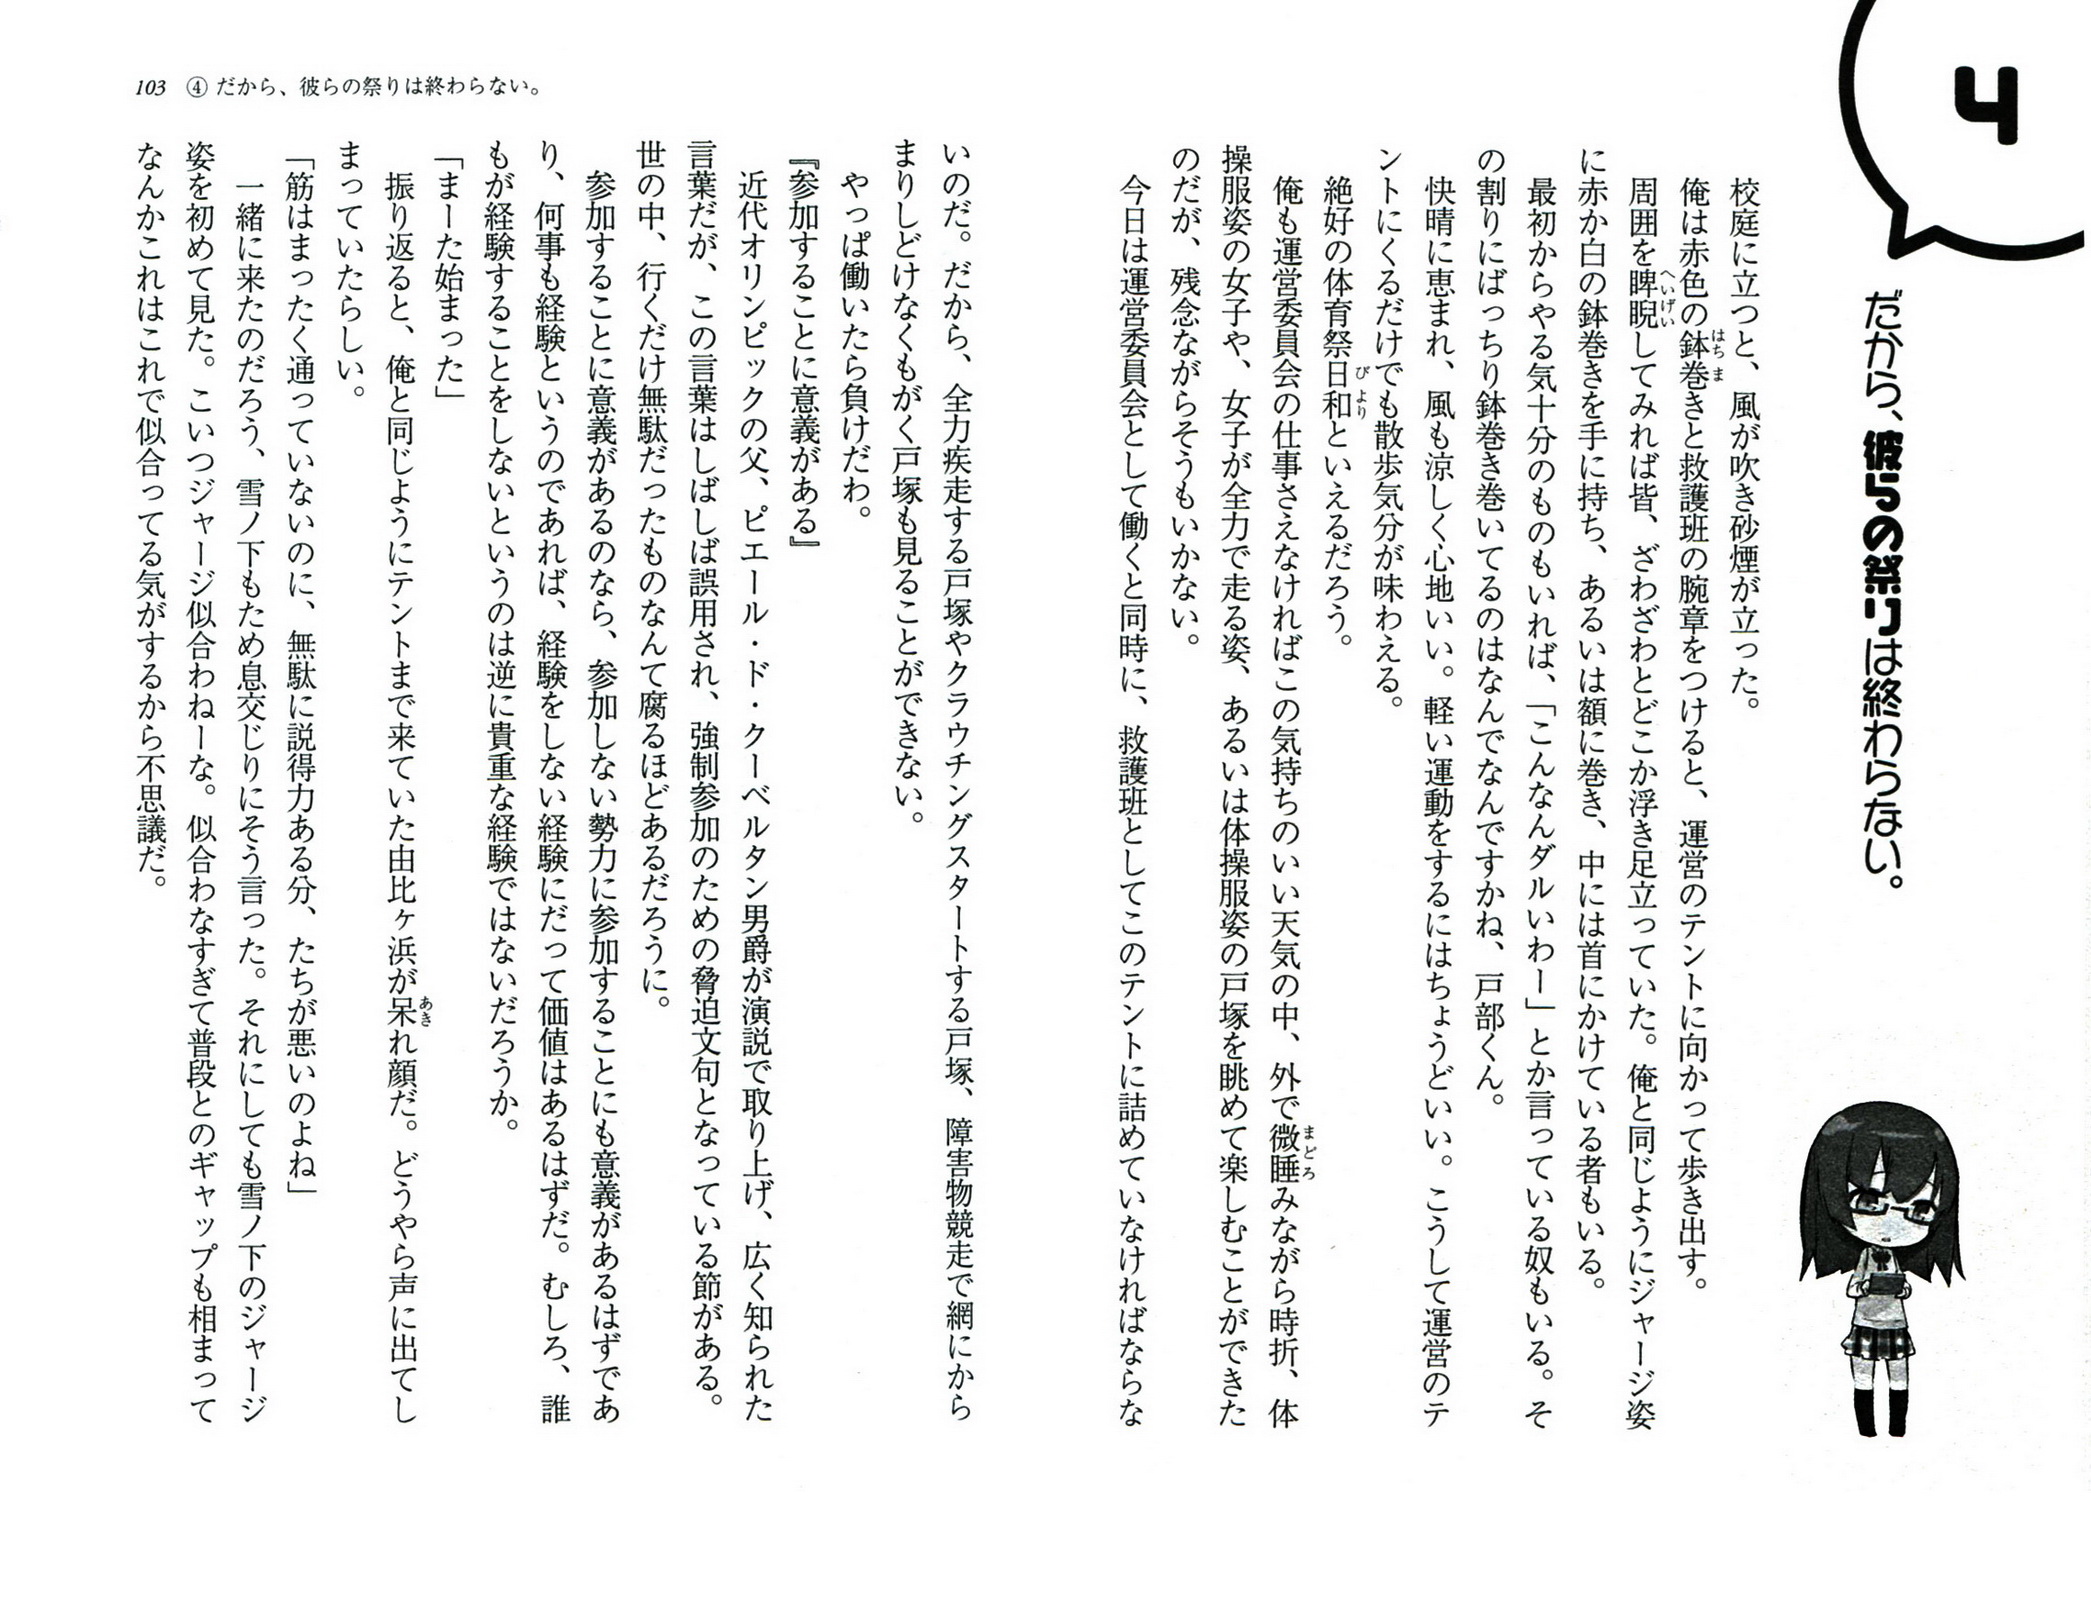 4
だから、彼らの祭りは終わらない。
校庭に立つと、風が吹き砂煙が立った。
俺は赤色の鉢巻きと救護班の腕章をつけると、運営のテントに向かって歩き出す。
周囲を睥睨してみれば皆、ざわざわとどこか浮き足立っていた。俺と同じようにジャージ姿
に赤か白の鉢巻きを手に持ち、あるいは額に巻き、中には首にかけている者もいる。
最初からやる気十分のものもいれば、「こんなんダルいわー」とか言っている奴もいる。そ
の割りにばっちり鉢巻き巻いてるのはなんでなんですかね、戸部くん。
快晴に恵まれ、風も涼しく心地いい。軽い運動をするにはちょうどいい。こうして運営のテ
ントにくるだけでも散歩気分が味わえる。
絶好の体育祭日和といえるだろう。
俺も運営委員会の仕事さえなければこの気持ちのいい天気の中、外で微睡みながら時折、体
操服姿の女子や、女子が全力で走る姿、あるいは体操服姿の戸塚を眺めて楽しむことができた
のだが、残念ながらそうもいかない。
今日は運営委員会として働くと同時に、救護班としてこのテントに詰めていなければならな
いのだ。だから、全力疾走する戸塚やクラウチングスタートする戸塚、障害物競走で網にから
まりしどけなくもがく戸塚も見ることができない。
やっぱ働いたら負けだわ。
『参加することに意義がある』
近代オリンピックの父、ピエール・ド・クーベルタン男爵が演説で取り上げ、広く知られた
言葉だが、この言葉はしばしば誤用され、強制参加のための脅迫文句となっている節がある。
世の中、行くだけ無駄だったものなんて腐るほどあるだろうに。
参加することに意義があるのなら、参加しない勢力に参加することにも意義があるはずであ
り、何事も経験というのであれば、経験をしない経験にだって価値はあるはずだ。むしろ、誰
もが経験することをしないというのは逆に貴重な経験ではないだろうか。
「まーた始まった」
振り返ると、俺と同じようにテントまで来ていた由比ヶ浜が呆れ顔だ。どうやら声に出てし
まっていたらしい。
「筋はまったく通っていないのに、無駄に説得力ある分、たちが悪いのよね」
一緒に来たのだろう、雪ノ下もため息交じりにそう言った。それにしても雪ノ下のジャージ
姿を初めて見た。こいつジャージ似合わねーな。似合わなすぎて普段とのギャップも相まって
なんかこれはこれで似合ってる気がするから不思議だ。
103 ④ だから、彼らの祭りは終わらない。